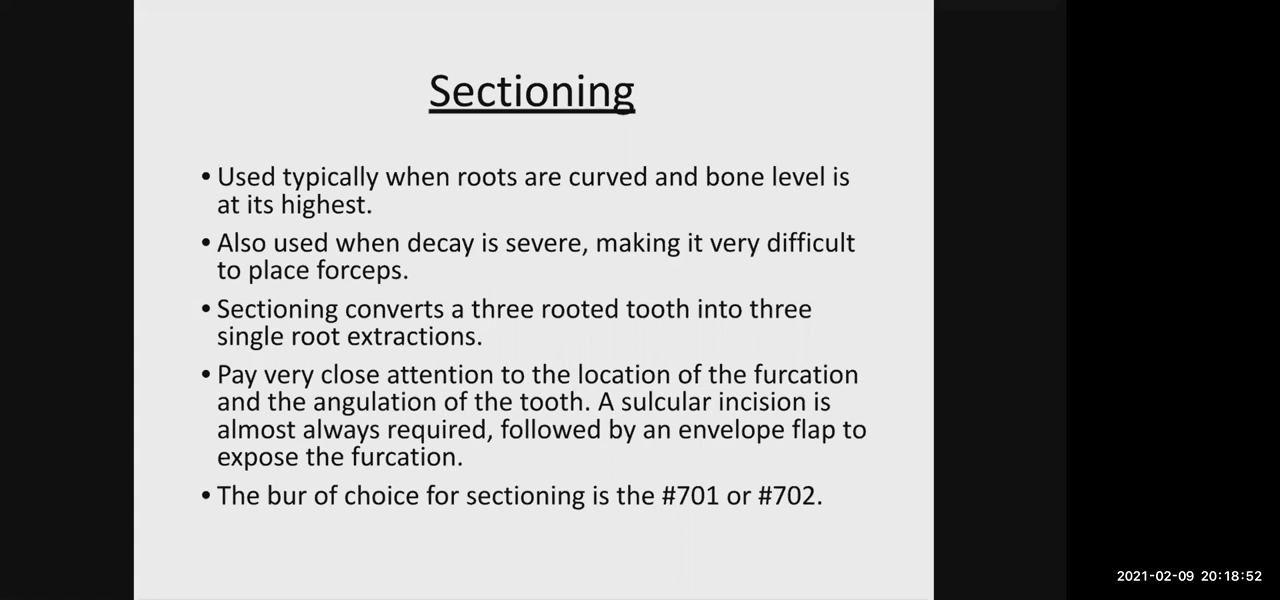 Sectioning
• Used typically when roots are curved and bone level is
at its highest.
• Also used when decay is severe, making it very difficult
to place forceps.
• Sectioning converts a three rooted tooth into three
single root extractions.
• Pay very close attention to the location of the furcation
and the angulation of the tooth. A sulcular incision is
almost always required, followed by an envelope flap to
expose the furcation.
• The bur of choice for sectioning is the #701 or #702.
2021-02-09 20:18:52